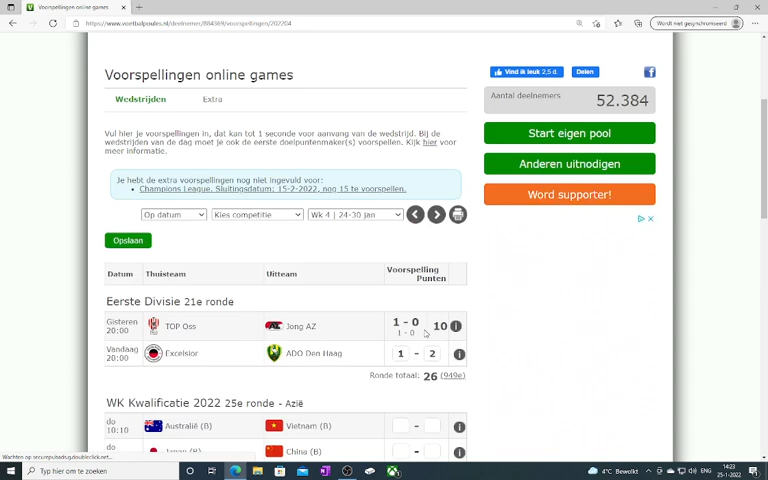 Voorspellingen online games
https://www.voetbalpoules.nl/deelnemer/884369/voorspellingen/202204
Wordt niet gesynchroniseerd
Voorspellingen online games
Wedstrijden Extra
Vul hier je voorspellingen in, dat kan tot 1 seconde voor aanvang van de wedstrijd. Bij de
wedstrijden van de dag moet je ook de eerste doelpuntenmaker(s) voorspellen. Kijk hier voor
meer informatie.
Je hebt de extra voorspellingen nog niet ingevuld voor:
Champions League. Sluitingsdatum: 15-2-2022, nog 15 te voorspellen.
Op datum Kies competitie Wk 4 | 24-30 jan
Opslaan
Datum Thuisteam Uitteam Voorspelling
Punten
Eerste Divisie 21e ronde
Gisteren
20:00 TOP Oss Jong AZ 1 - 0 10
1 - 0
Vandaag
20:00 Excelsior ADO Den Haag 1 - 2
Ronde totaal: 26 (949e)
WK Kwalificatie 2022 25e ronde - Azië
do
10:10 Australië (B) Vietnam (B) -
do
Japan (B) China (B) -
Vind ik leuk 2,5 d. Delen
Aantal deelnemers 52.384
Start eigen pool
Anderen uitnodigen
Word supporter!
Typ hier om te zoeken
4°C Bewolkt
ENG
14:23
25-1-2022